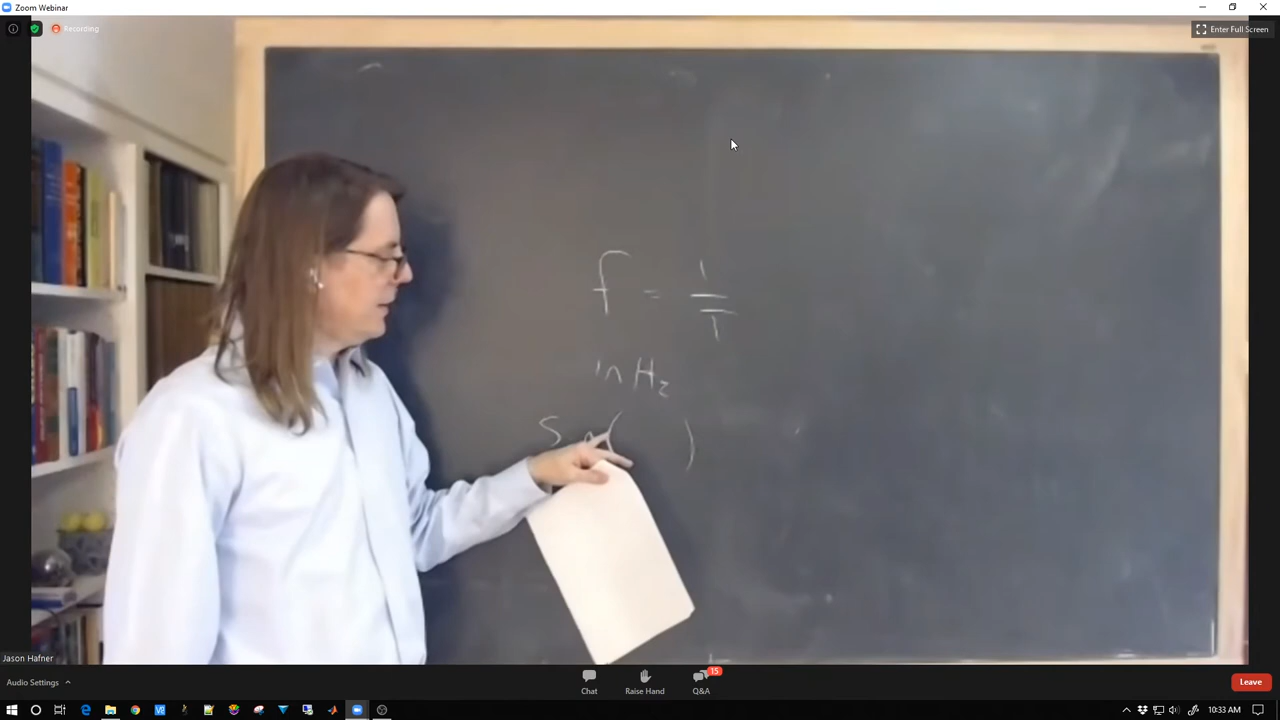 Zoom Webinar
Recording
Enter Full Screen
f = 1/T
in Hz
( )
Jason Hafner
Audio Settings
Chat
Raise Hand
Q&A
15
Leave
10:33 AM